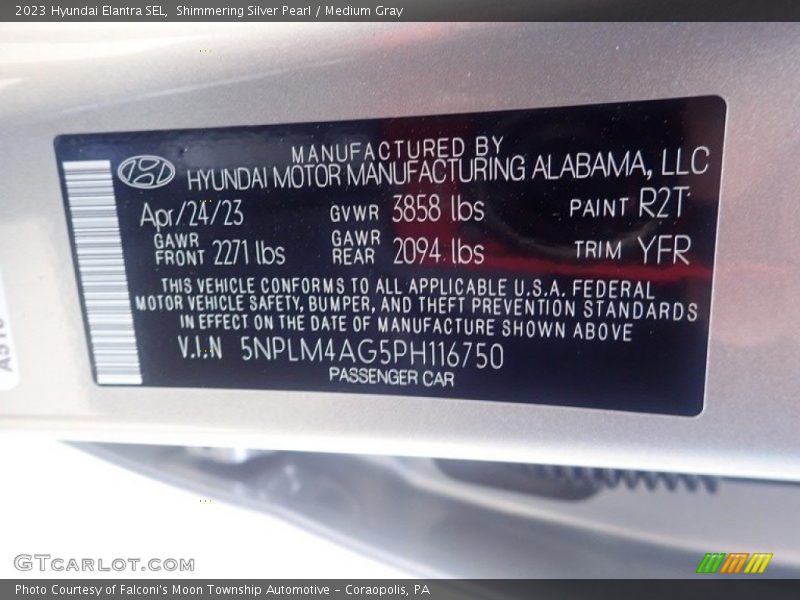 2023 Hyundai Elantra SEL,  Shimmering Silver Pearl / Medium Gray
MANUFACTURED BY
HYUNDAI MOTOR MANUFACTURING ALABAMA, LLC
Apr/24/23 GVWR 3858 lbs PAINT R2T
GAWR FRONT 2271 lbs GAWR REAR 2094 lbs TRIM YFR
THIS VEHICLE CONFORMS TO ALL APPLICABLE U.S.A. FEDERAL
MOTOR VEHICLE SAFETY, BUMPER, AND THEFT PREVENTION STANDARDS
IN EFFECT ON THE DATE OF MANUFACTURE SHOWN ABOVE
V.I.N 5NPLM4AG5PH116750
PASSENGER CAR
GTcarlot.com
Photo Courtesy of Falconi's Moon Township Automotive - Coraopolis, PA